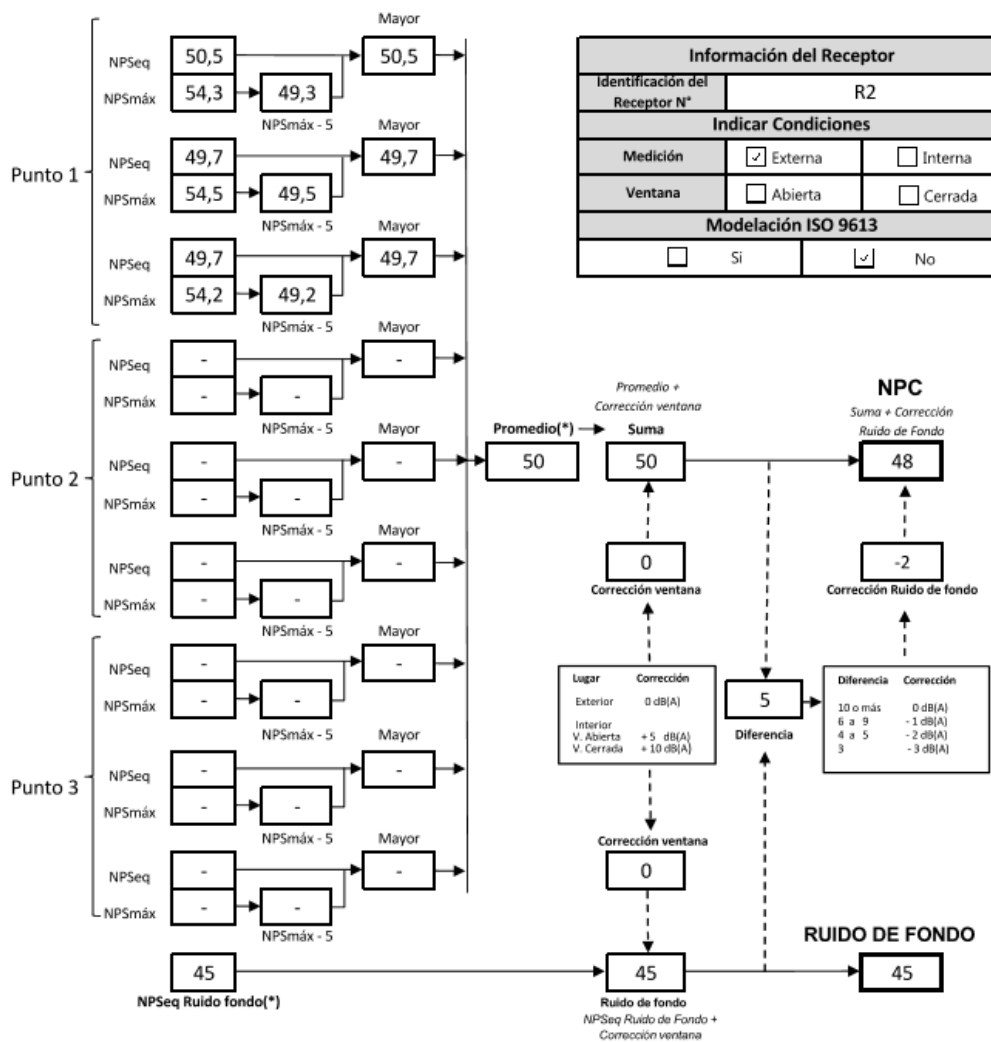 Mayor
NPSeq 50,5 50,5
NPSmáx 54,3 49,3
NPSmáx - 5
Mayor
Punto 1
NPSeq 49,7 49,7
NPSmáx 54,5 49,5
NPSmáx - 5
Mayor
NPSeq 49,7 49,7
NPSmáx 54,2 49,2
NPSmáx - 5
Información del Receptor
Identificación del
Receptor N° R2
Indicar Condiciones
Medición ✓ Externa Interna
Ventana Abierta Cerrada
Modelación ISO 9613
Si ✓ No
Mayor
NPSeq - -
NPSmáx - -
NPSmáx - 5
Mayor
Punto 2
NPSeq - -
NPSmáx - -
NPSmáx - 5
Mayor
NPSeq - -
NPSmáx - -
NPSmáx - 5
Mayor
NPSeq - -
NPSmáx - -
NPSmáx - 5
Mayor
Punto 3
NPSeq - -
NPSmáx - -
NPSmáx - 5
Mayor
NPSeq - -
NPSmáx - -
NPSmáx - 5
Promedio(*)
50
Promedio +
Corrección ventana
Suma
50
0
Corrección ventana
NPC
Suma + Corrección
Ruido de Fondo
48
-2
Corrección Ruido de fondo
Lugar Corrección
Exterior 0 dB(A)
Interior
V. Abierta + 5 dB(A)
V. Cerrada + 10 dB(A)
5
Diferencia
Diferencia Corrección
10 o más 0 dB(A)
6 a 9 - 1 dB(A)
4 a 5 - 2 dB(A)
3 - 3 dB(A)
Corrección ventana
0
45
NPSeq Ruido fondo(*)
45
Ruido de fondo
NPSeq Ruido de Fondo +
Corrección ventana
RUIDO DE FONDO
45